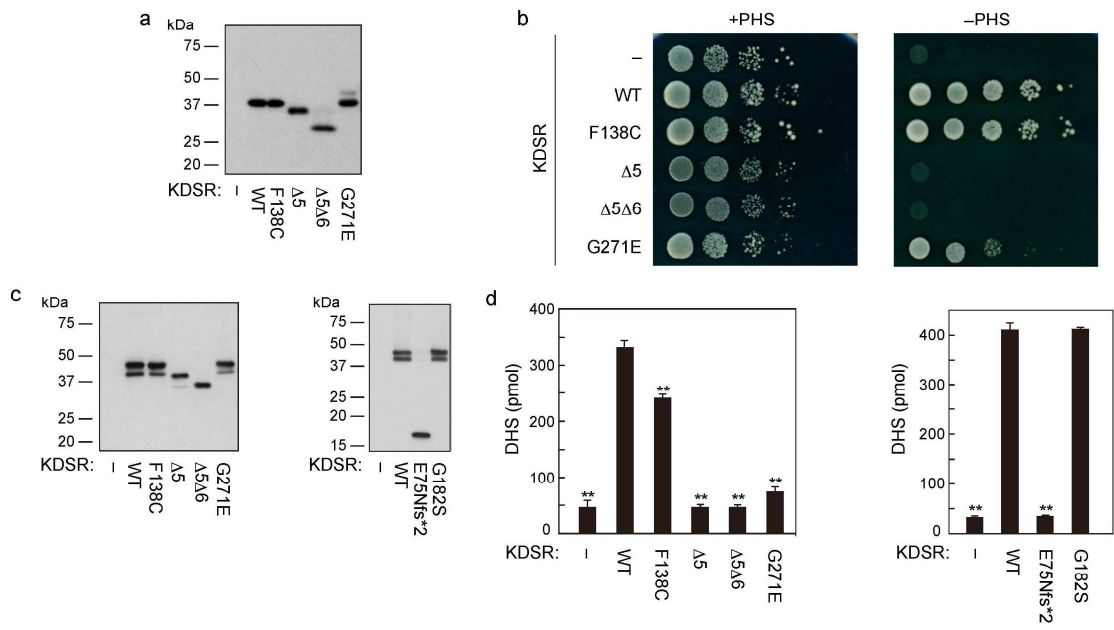 a
kDa
75
50
37
25
20
KDSR:
–
WT
F138C
Δ5
Δ5Δ6
G271E
b
+PHS
–PHS
KDSR
–
WT
F138C
Δ5
Δ5Δ6
G271E
c
kDa
75
50
37
25
20
KDSR:
–
WT
F138C
Δ5
Δ5Δ6
G271E
kDa
75
50
37
25
20
15
KDSR:
–
WT
E75Nfs*2
G182S
d
DHS (pmol)
400
300
200
100
0
**
**
**
**
**
KDSR:
–
WT
F138C
Δ5
Δ5Δ6
G271E
DHS (pmol)
400
300
200
100
0
**
**
KDSR:
–
WT
E75Nfs*2
G182S